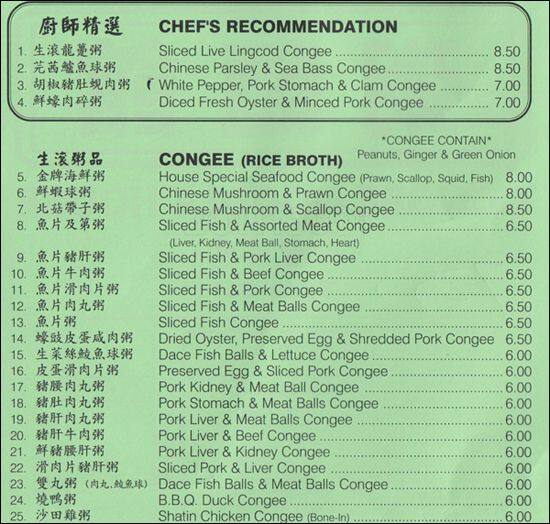 廚師精選 CHEF'S RECOMMENDATION
1. 生滾龍躉粥 Sliced Live Lingcod Congee 8.50
2. 芫茜鱸魚球粥 Chinese Parsley & Sea Bass Congee 8.50
3. 胡椒豬肚蜆肉粥 White Pepper, Pork Stomach & Clam Congee 7.00
4. 鮮蠔肉碎粥 Diced Fresh Oyster & Minced Pork Congee 7.00
*CONGEE CONTAIN*
生滾粥品 CONGEE (RICE BROTH) Peanuts, Ginger & Green Onion
5. 金牌海鮮粥 House Special Seafood Congee (Prawn, Scallop, Squid, Fish) 8.00
6. 鮮蝦球粥 Chinese Mushroom & Prawn Congee 8.00
7. 北菇帶子粥 Chinese Mushroom & Scallop Congee 8.50
8. 魚片及第粥 Sliced Fish & Assorted Meat Congee 6.50
(Liver, Kidney, Meat Ball, Stomach, Heart)
9. 魚片豬肝粥 Sliced Fish & Pork Liver Congee 6.50
10. 魚片牛肉粥 Sliced Fish & Beef Congee 6.50
11. 魚片滑肉片粥 Sliced Fish & Sliced Pork Congee 6.50
12. 魚片肉丸粥 Sliced Fish & Meat Balls Congee 6.50
13. 魚片粥 Sliced Fish Congee 6.50
14. 蠔豉皮蛋咸肉粥 Dried Oyster, Preserved Egg & Shredded Pork Congee 6.50
15. 生菜絲鯪魚球粥 Dace Fish Balls & Lettuce Congee 6.00
16. 皮蛋滑肉片粥 Preserved Egg & Sliced Pork Congee 6.00
17. 豬腰肉丸粥 Pork Kidney & Meat Ball Congee 6.00
18. 豬肚肉丸粥 Pork Stomach & Meat Balls Congee 6.00
19. 豬肝肉丸粥 Pork Liver & Meat Balls Congee 6.00
20. 豬肝牛肉粥 Pork Liver & Beef Congee 6.00
21. 鮮豬腰肝粥 Pork Liver & Kidney Congee 6.00
22. 滑肉片豬肝粥 Sliced Pork & Liver Congee 6.00
23. 雙丸粥 (肉丸,鯪魚球) Dace Fish Balls & Meat Balls Congee 6.00
24. 燒鴨粥 B.B.Q. Duck Congee 6.00
25. 沙田雞粥 Shatin Chicken Congee (Bone-In) 6.00